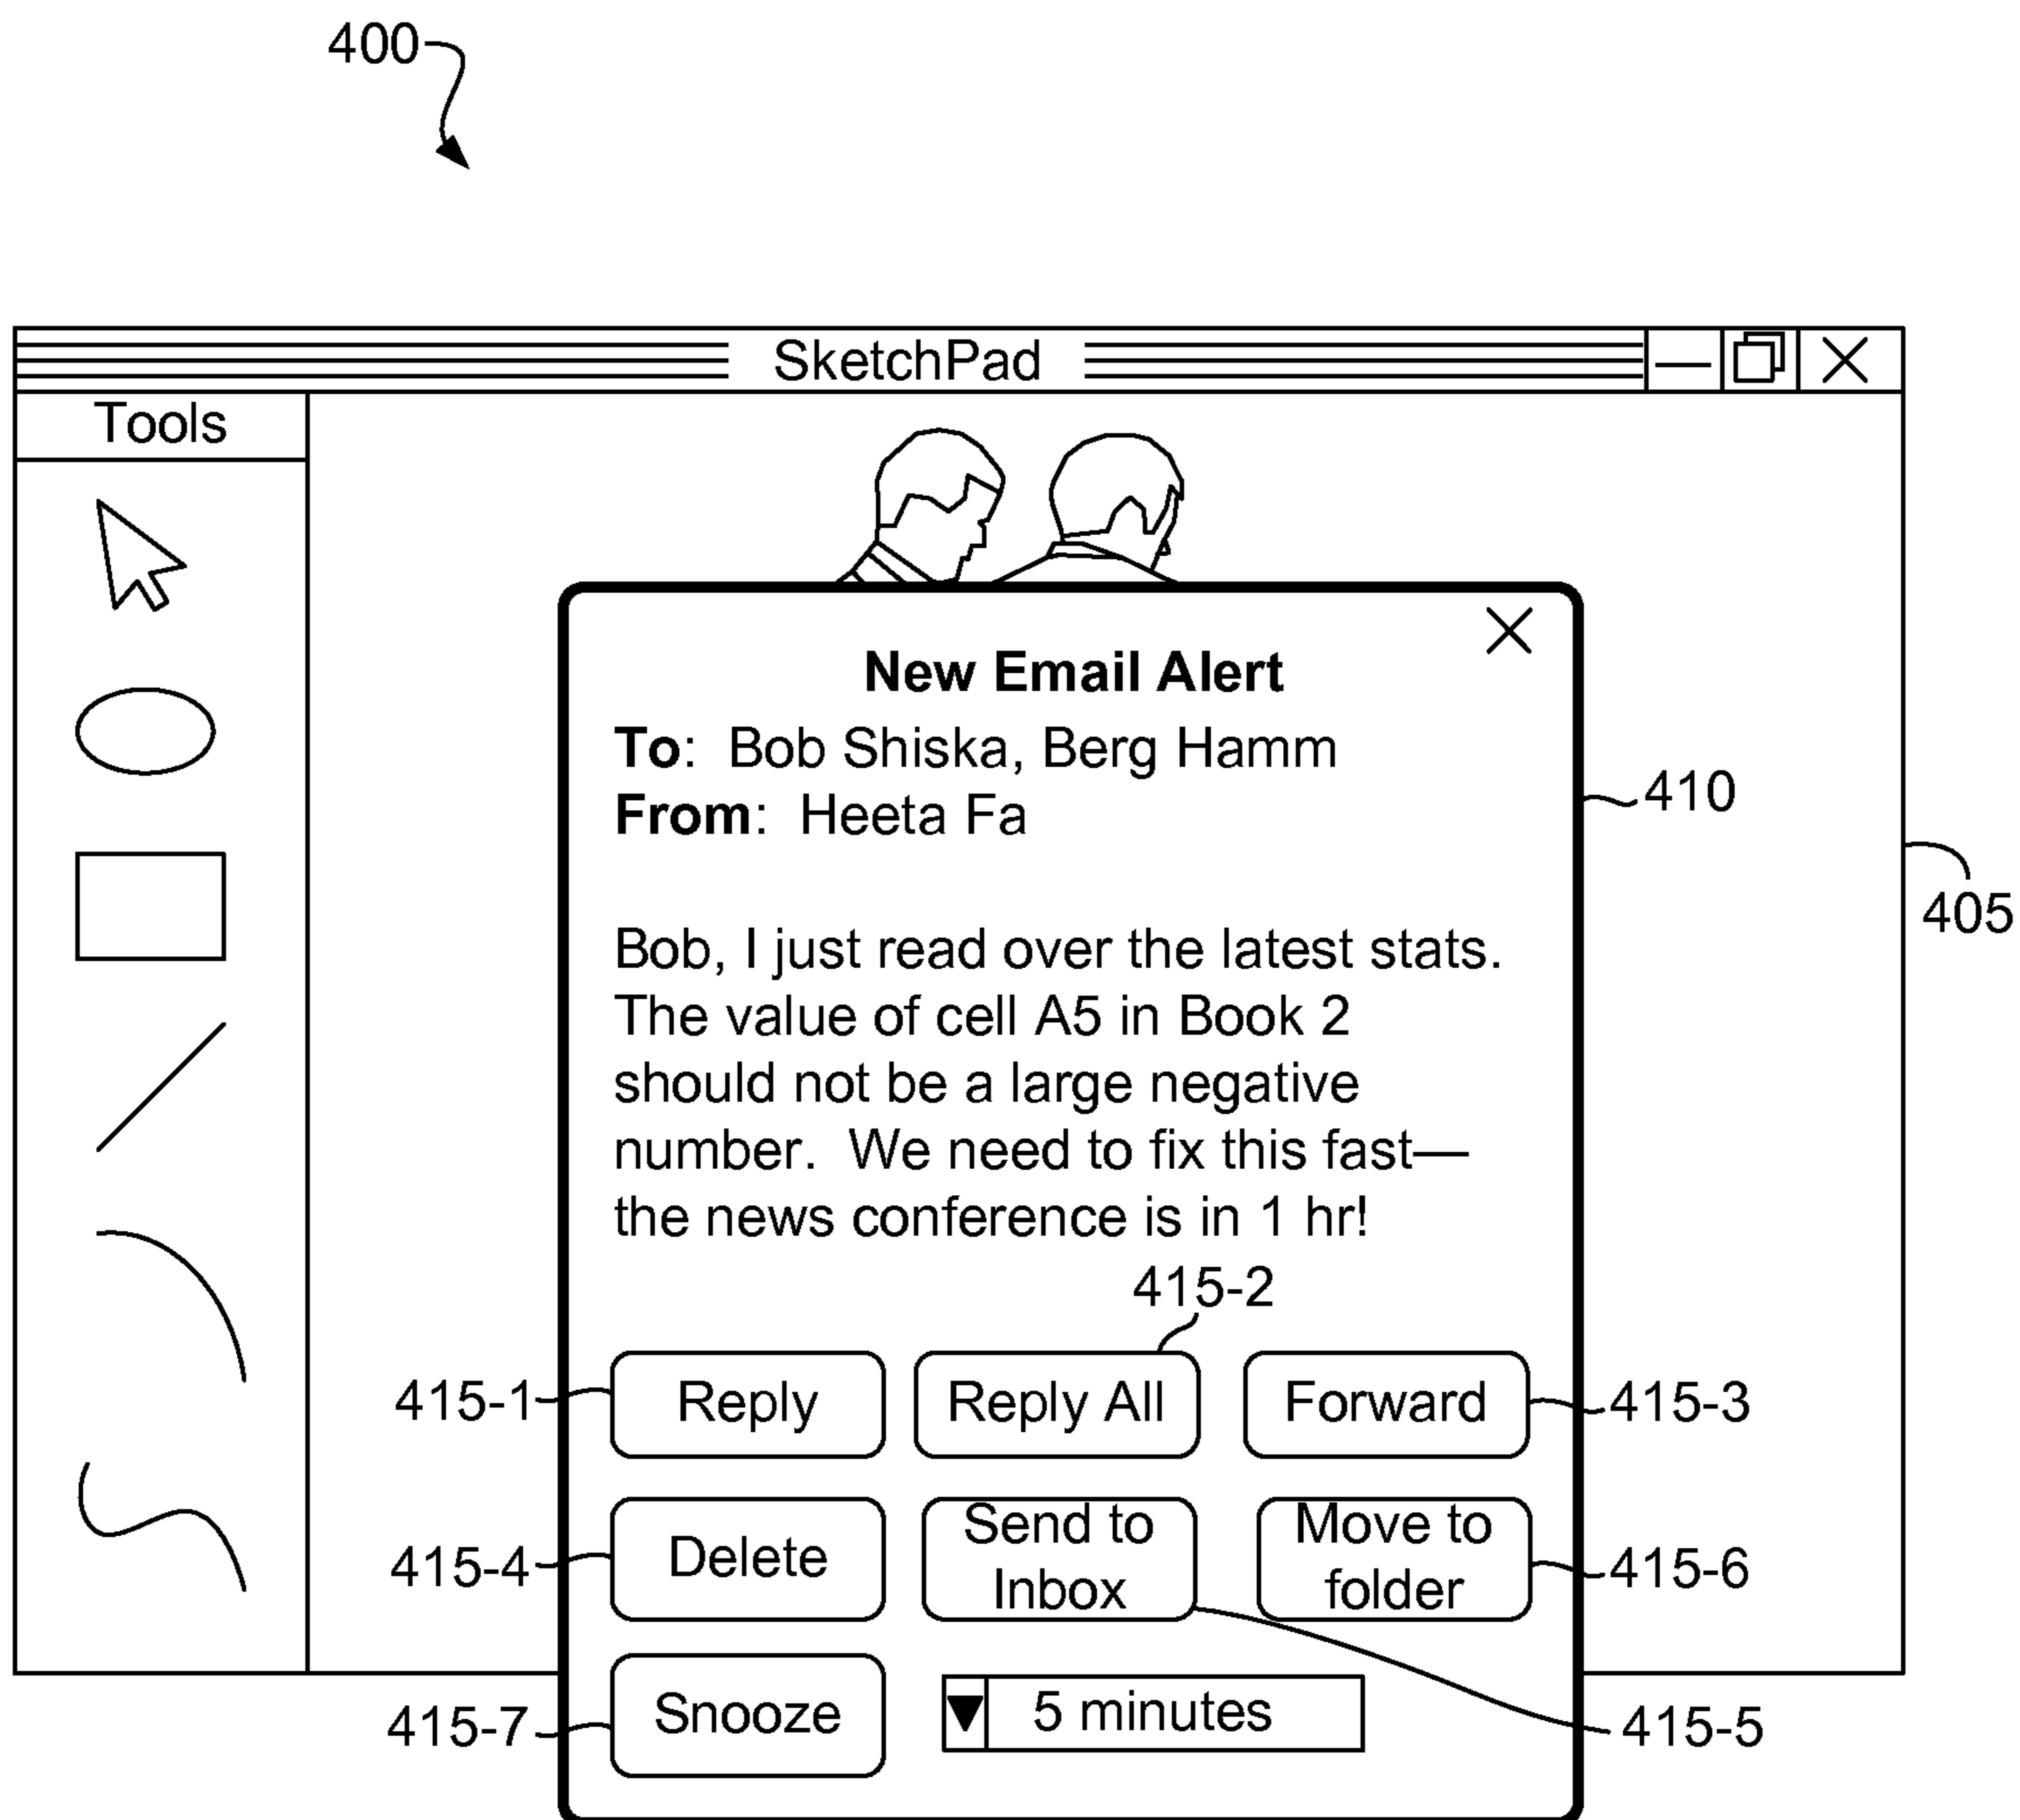 400
SketchPad
Tools
New Email Alert
To: Bob Shiska, Berg Hamm
From: Heeta Fa
410
405
Bob, I just read over the latest stats.
The value of cell A5 in Book 2
should not be a large negative
number. We need to fix this fast—
the news conference is in 1 hr!
415-2
415-1 Reply Reply All Forward 415-3
415-4 Delete
Send to
Inbox
Move to
folder
415-6
415-7 Snooze 5 minutes 415-5